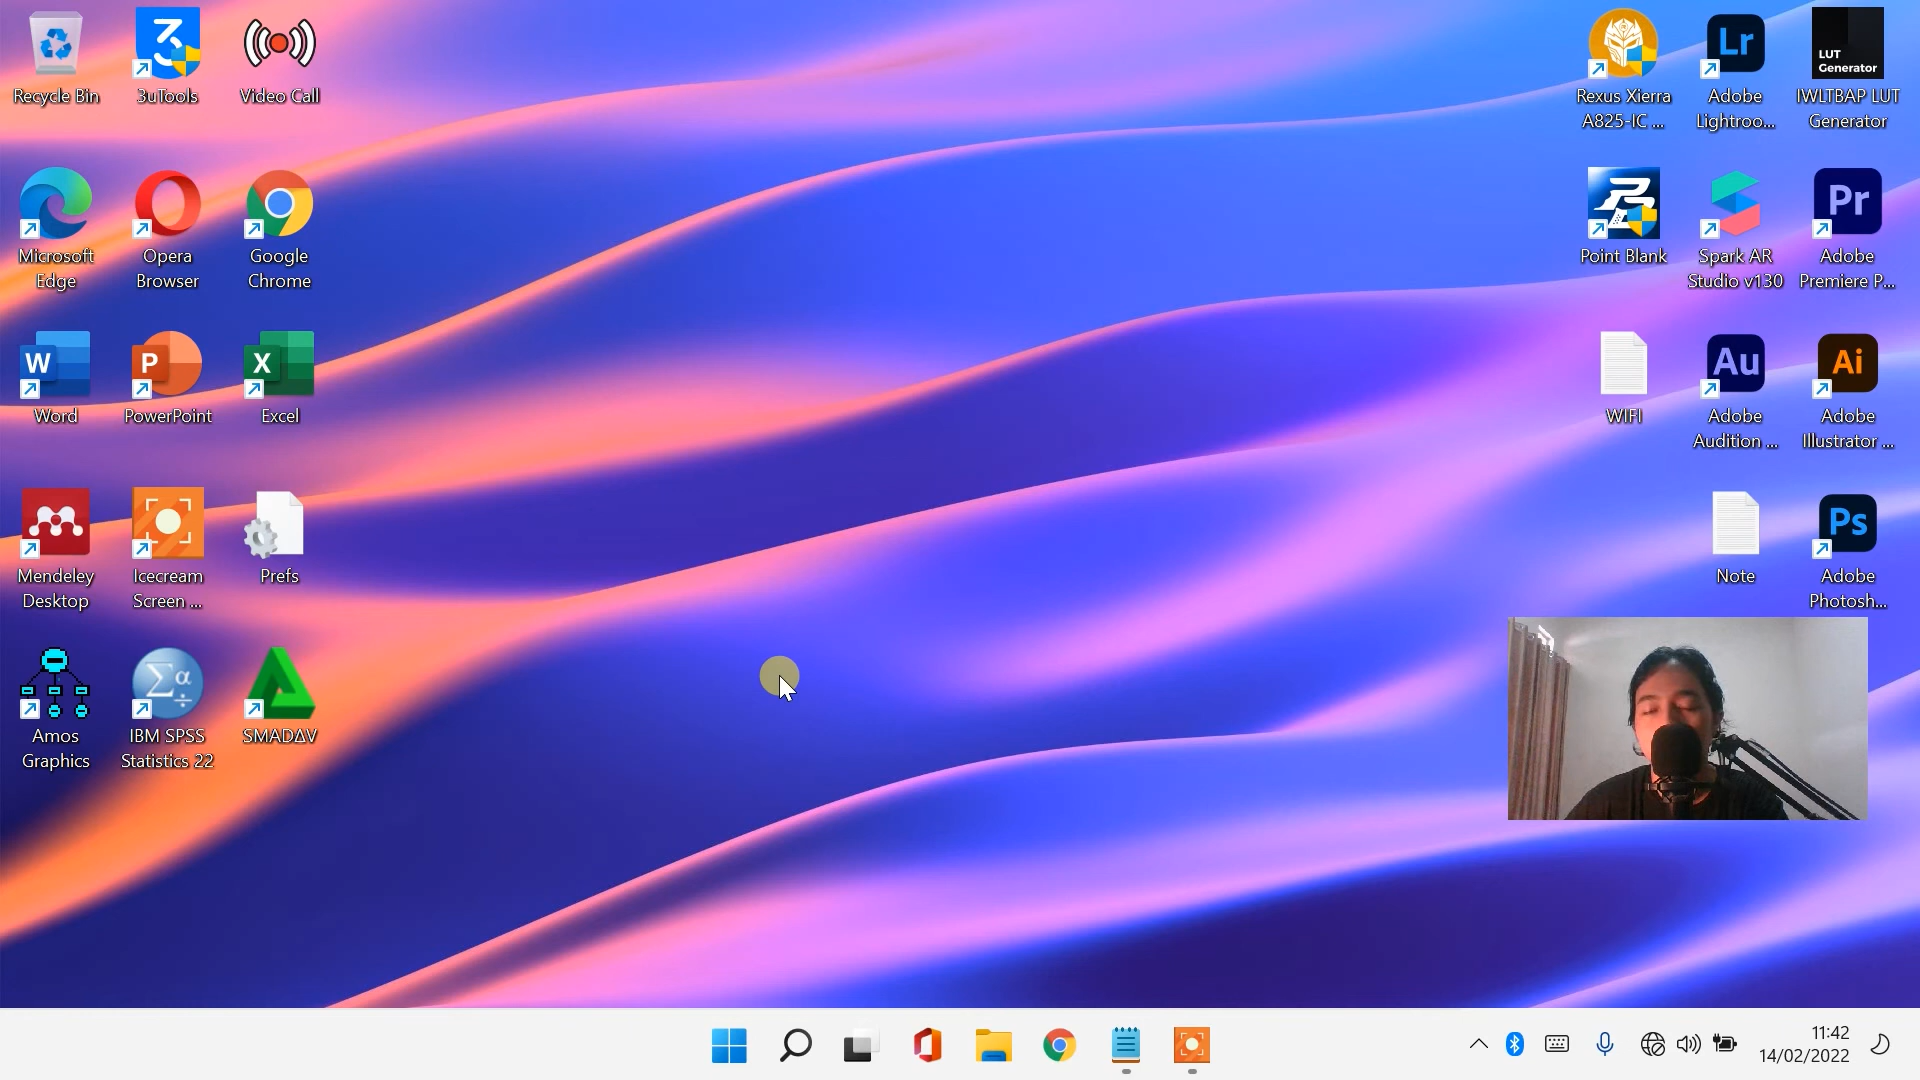 Recycle Bin
3uTools
Video Call
Rexus Xierra
A825-IC ...
Lr
Adobe
Lightroo...
LUT
Generator
IWLTBAP LUT
Generator
Microsoft
Edge
Opera
Browser
Google
Chrome
Point Blank
Spark AR
Studio v130
Pr
Adobe
Premiere P...
W
Word
P
PowerPoint
X
Excel
WIFI
Au
Adobe
Audition ...
Ai
Adobe
Illustrator ...
Mendeley
Desktop
Icecream
Screen ...
Prefs
Note
Ps
Adobe
Photosh...
Amos
Graphics
Σα
÷
IBM SPSS
Statistics 22
SMADΔV
11:42
14/02/2022